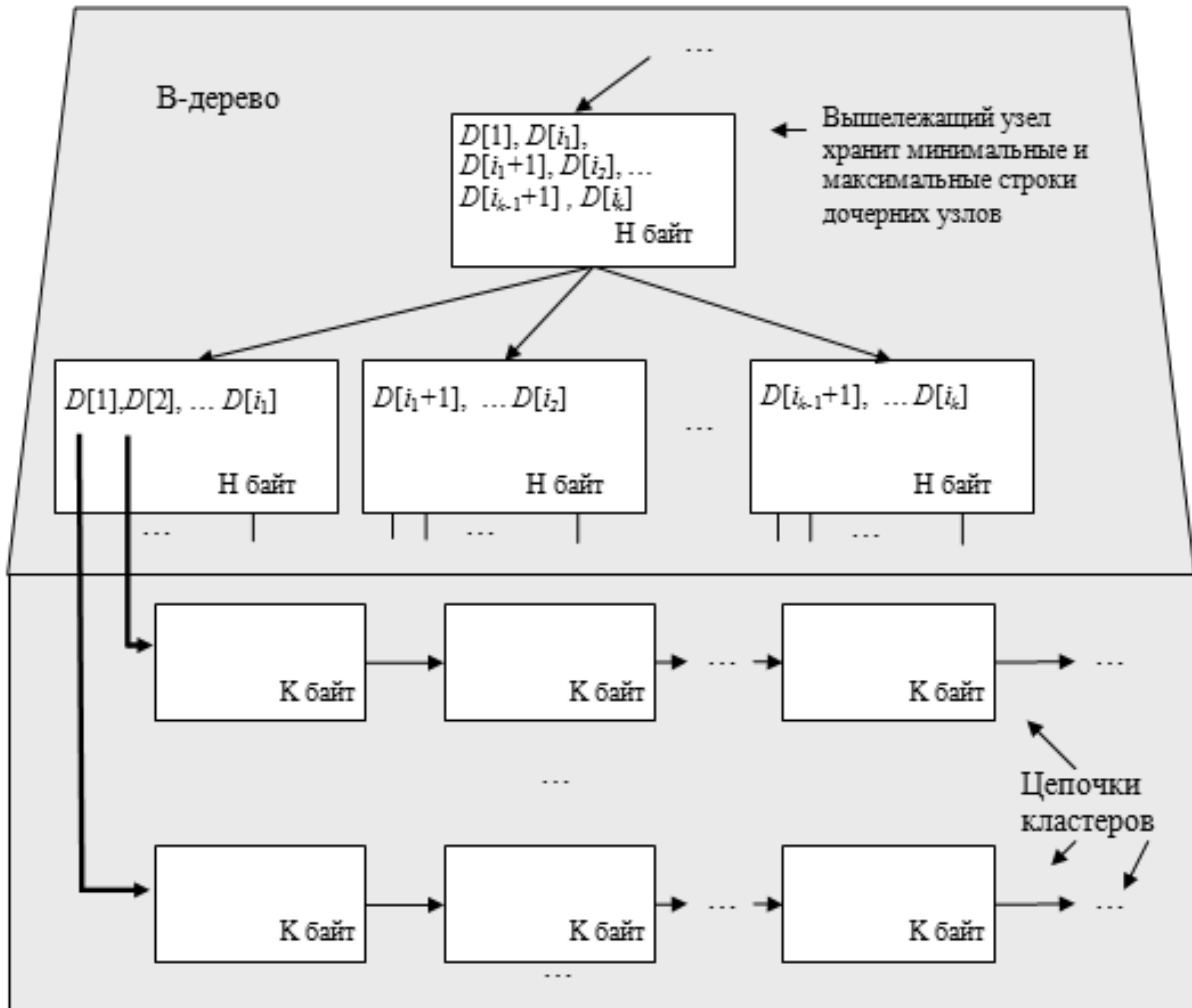 ...
В-дерево
D[1], D[i₁],
D[i₁+1], D[i₂], ...
D[iₖ₋₁+1] , D[iₖ]
Н байт
Вышележащий узел
хранит минимальные и
максимальные строки
дочерних узлов
D[1],D[2], ... D[i₁]
Н байт
D[i₁+1], ... D[i₂]
Н байт
...
D[iₖ₋₁+1], ... D[iₖ]
Н байт
...
...
...
К байт
К байт
...
К байт
...
...
Цепочки
кластеров
К байт
К байт
...
К байт
...
...